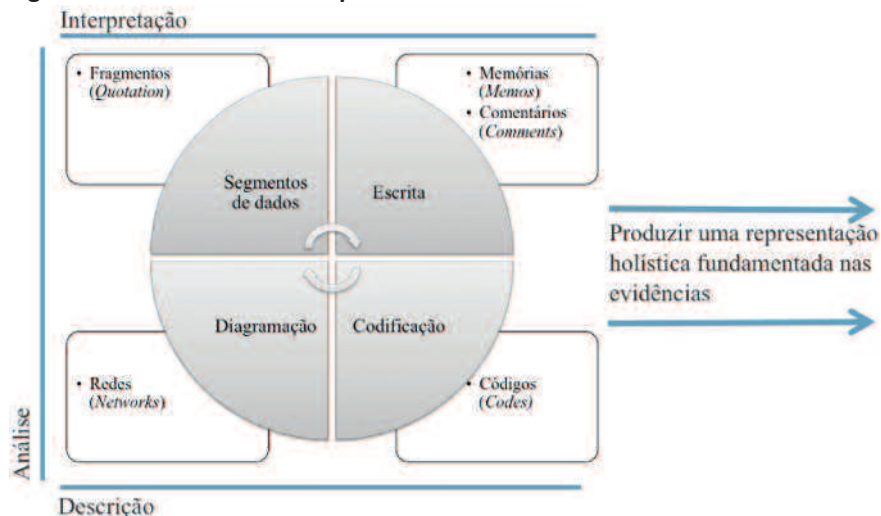 Interpretação
• Fragmentos
(Quotation)
• Memórias
(Memos)
• Comentários
(Comments)
Segmentos
de dados
Escrita
Produzir uma representação
holística fundamentada nas
evidências
Diagramação
Codificação
• Redes
(Networks)
• Códigos
(Codes)
Análise
Descrição